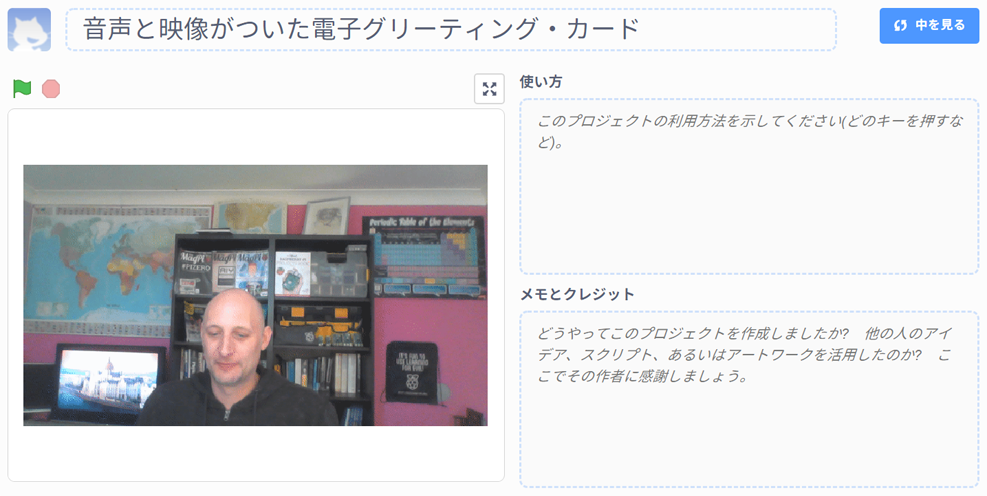 音声と映像がついた電子グリーティング・カード
中を見る
使い方
このプロジェクトの利用方法を示してください(どのキーを押すな
ど)。
Periodic Table of the Elements
MagPi
MagPi
MagPi
メモとクレジット
どうやってこのプロジェクトを作成しましたか?　他の人のアイ
デア、スクリプト、あるいはアートワークを活用したのか?　こ
こでその作者に感謝しましょう。